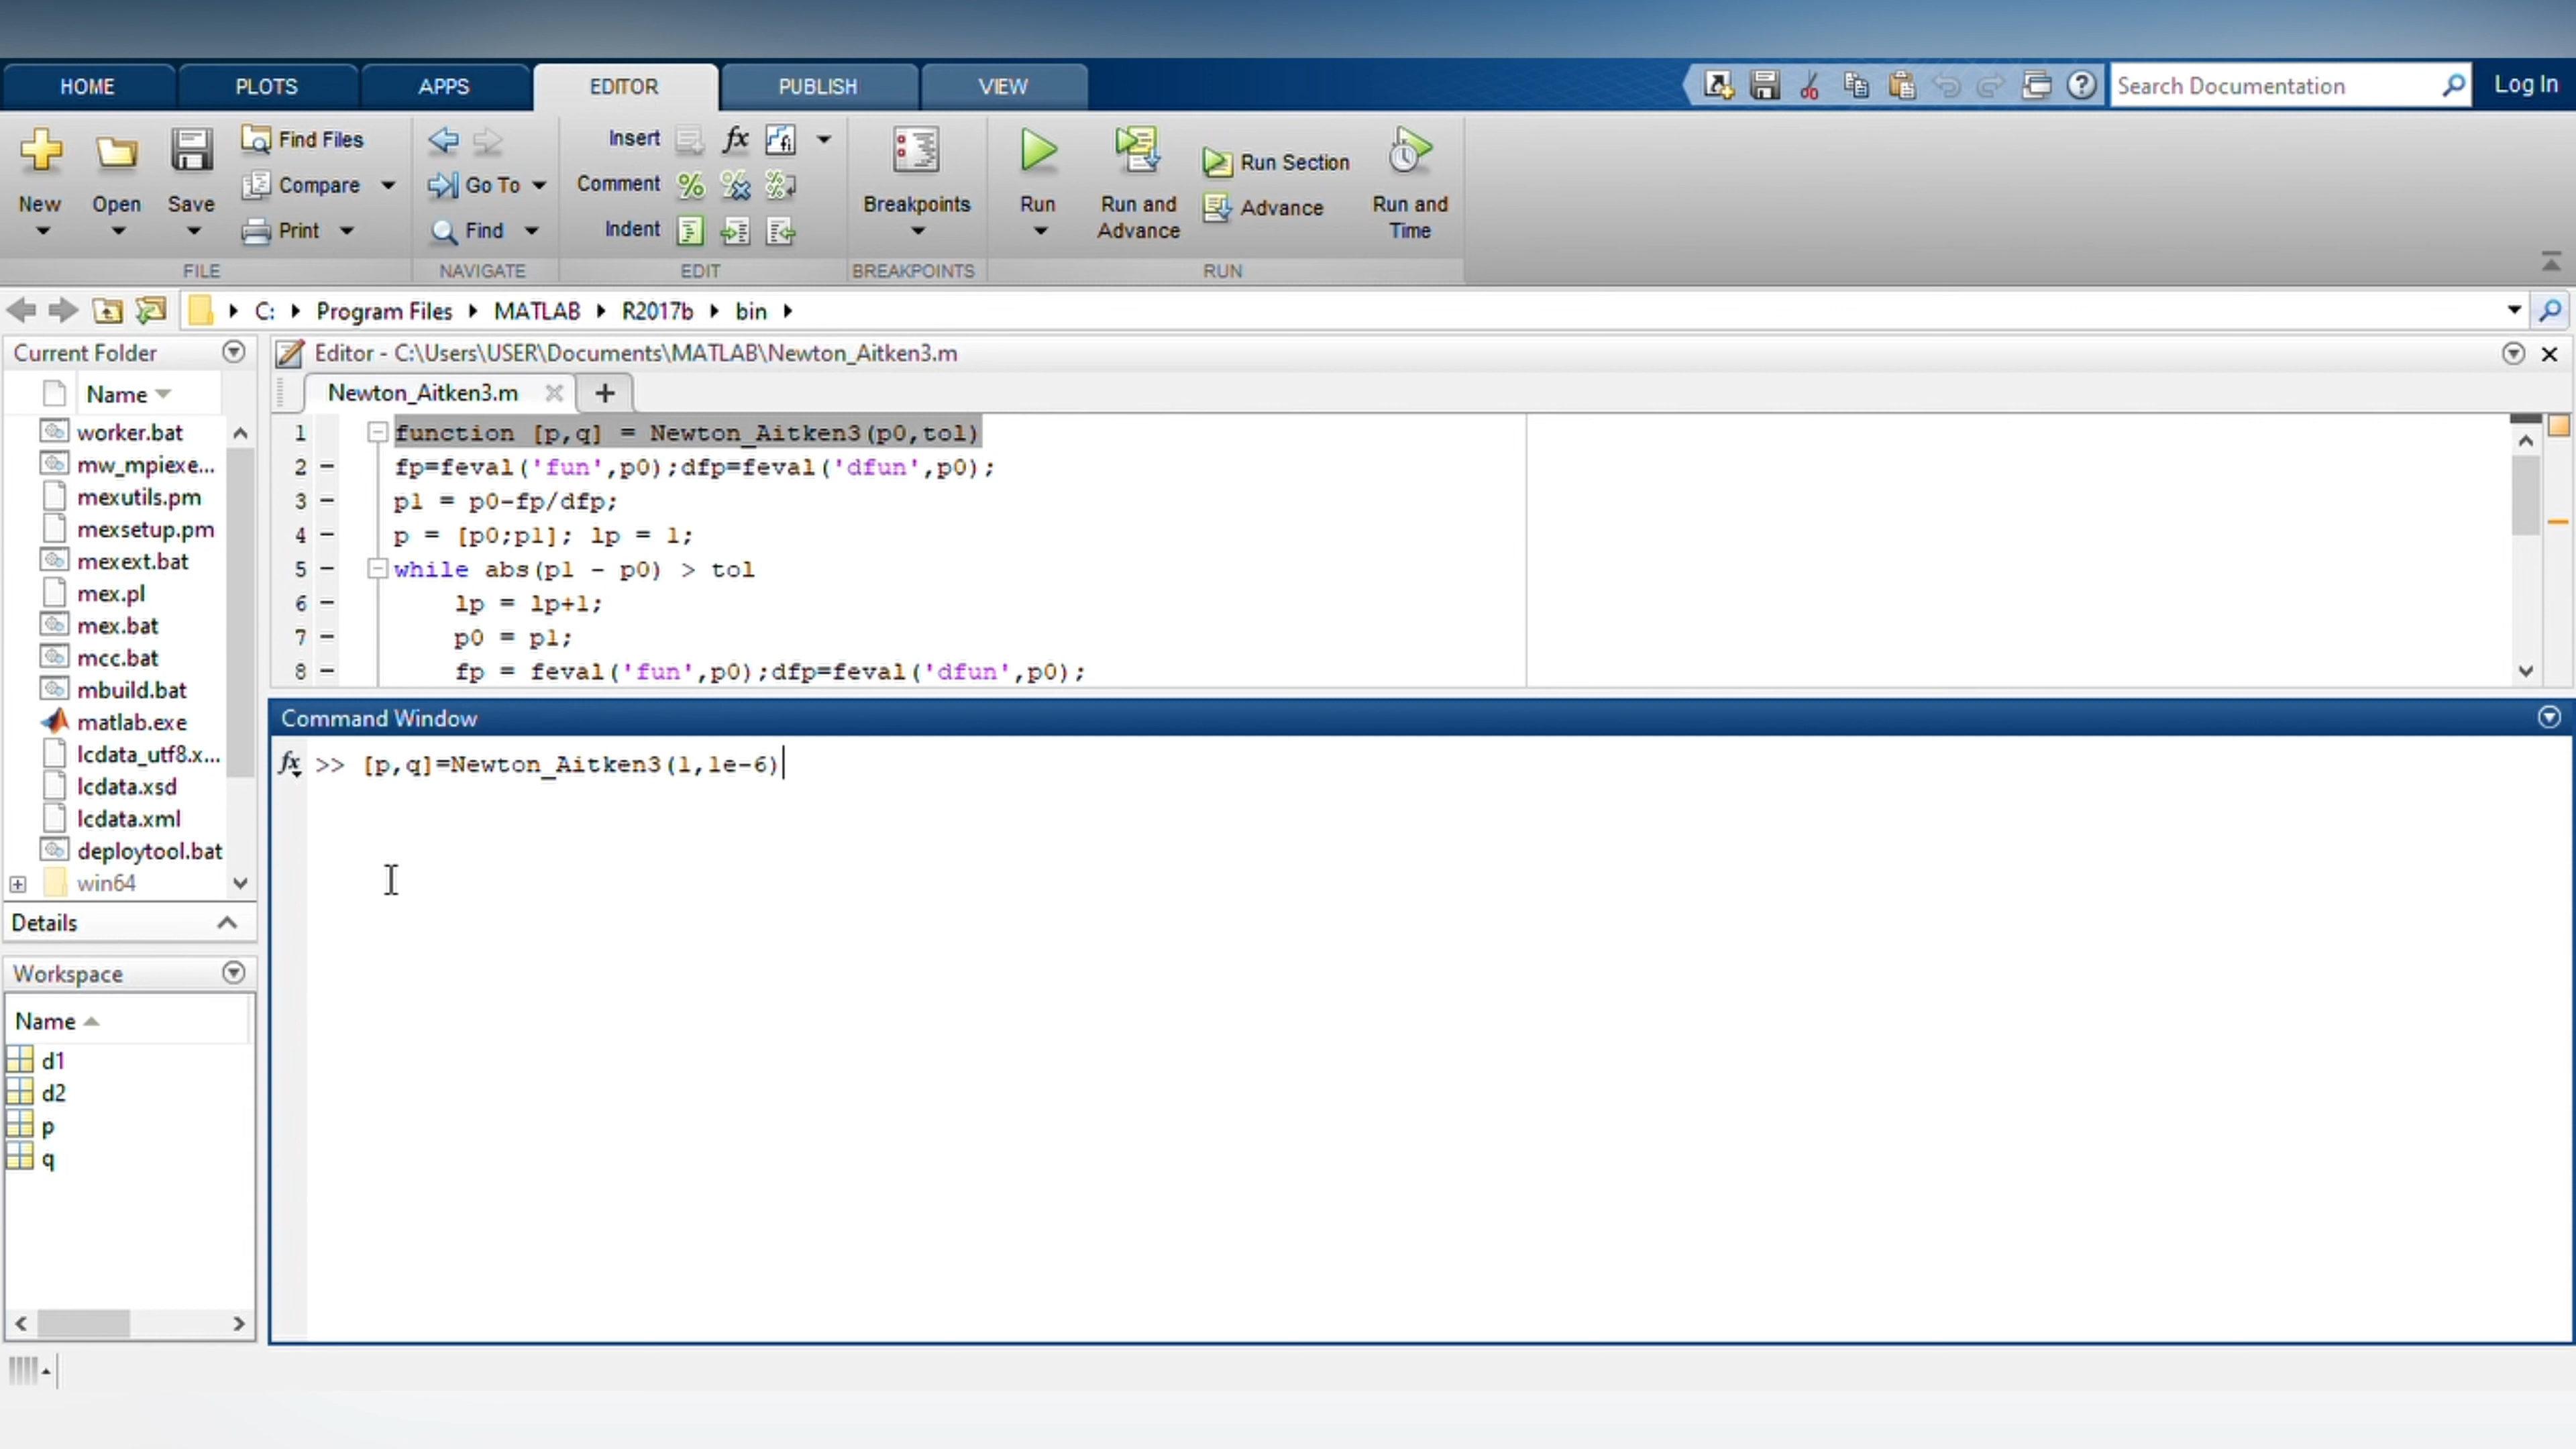 HOME PLOTS APPS EDITOR PUBLISH VIEW Search Documentation Log In
New Open Save Find Files Compare Print
Go To Find
Insert fx
Comment
Indent
Breakpoints
Run Run and Advance Run Section Advance Run and Time
FILE NAVIGATE EDIT BREAKPOINTS RUN
C: Program Files MATLAB R2017b bin
Current Folder
Name
worker.bat
mw_mpiexe...
mexutils.pm
mexsetup.pm
mexext.bat
mex.pl
mex.bat
mcc.bat
mbuild.bat
matlab.exe
lcdata_utf8.x...
lcdata.xsd
lcdata.xml
deploytool.bat
win64
Details
Workspace
Name
d1
d2
p
q
Editor - C:\Users\USER\Documents\MATLAB\Newton_Aitken3.m
Newton_Aitken3.m
1 function [p,q] = Newton_Aitken3(p0,tol)
2 - fp=feval('fun',p0);dfp=feval('dfun',p0);
3 - p1 = p0-fp/dfp;
4 - p = [p0;p1]; lp = 1;
5 - while abs(p1 - p0) > tol
6 - lp = lp+1;
7 - p0 = p1;
8 - fp = feval('fun',p0);dfp=feval('dfun',p0);
Command Window
fx >> [p,q]=Newton_Aitken3(1,1e-6)